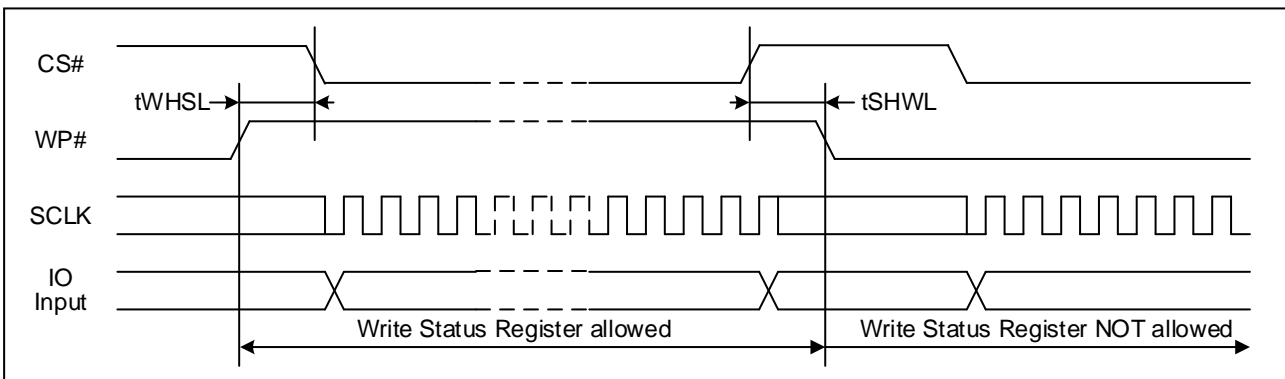 CS#
tWHSL
tSHWL
WP#
SCLK
IO
Input
Write Status Register allowed
Write Status Register NOT allowed